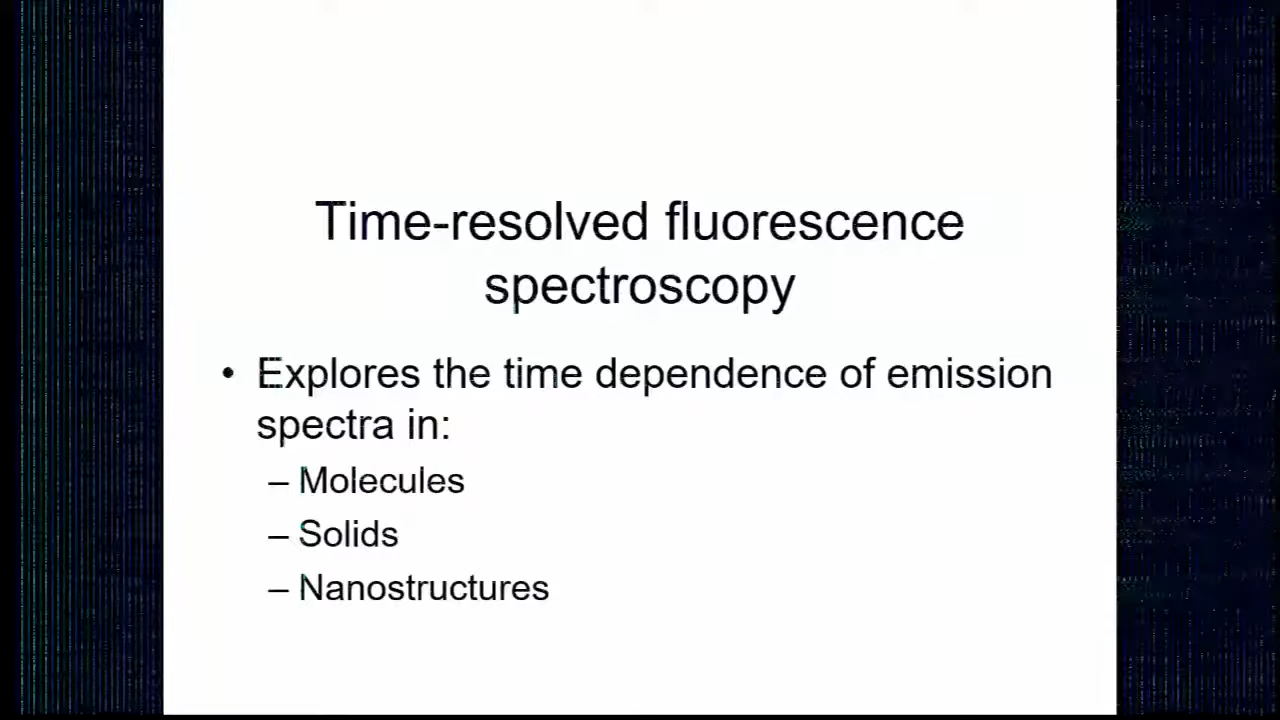 Time-resolved fluorescence
spectroscopy
• Explores the time dependence of emission
spectra in:
– Molecules
– Solids
– Nanostructures